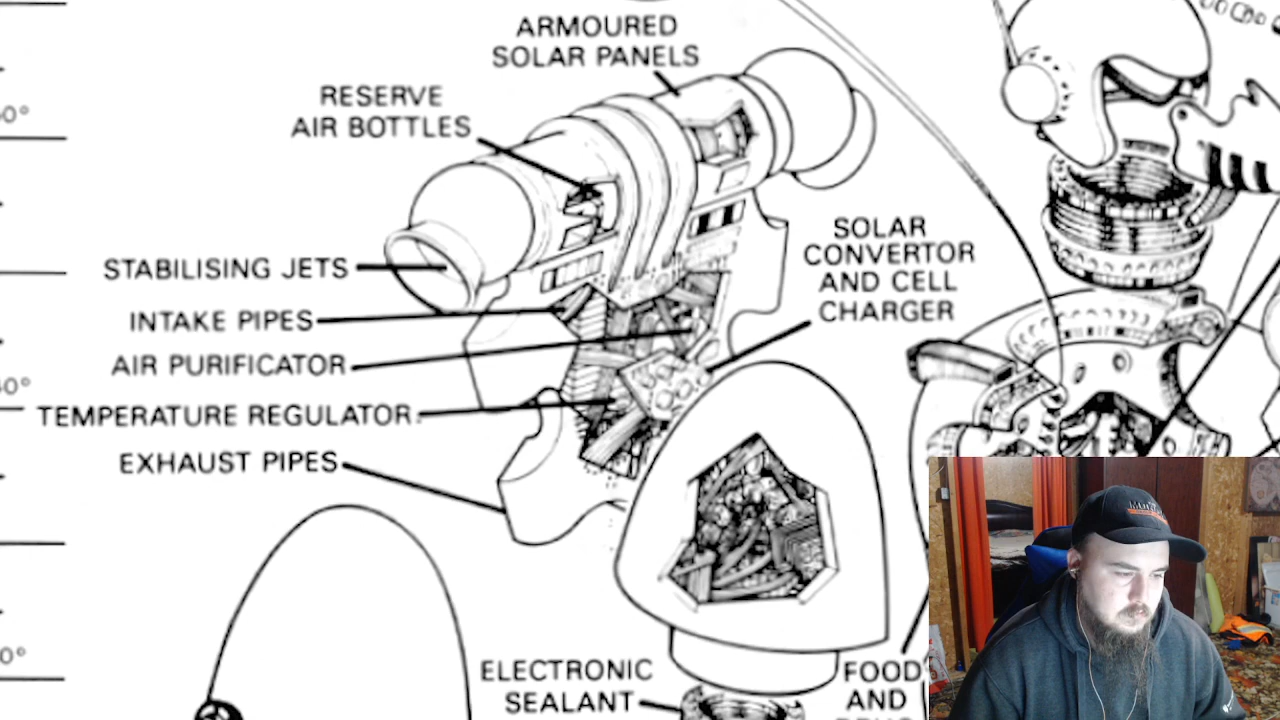 ARMOURED
SOLAR PANELS
RESERVE
AIR BOTTLES
SOLAR
CONVERTOR
AND CELL
CHARGER
STABILISING JETS
INTAKE PIPES
AIR PURIFICATOR
TEMPERATURE REGULATOR
EXHAUST PIPES
ELECTRONIC
SEALANT
FOOD
AND